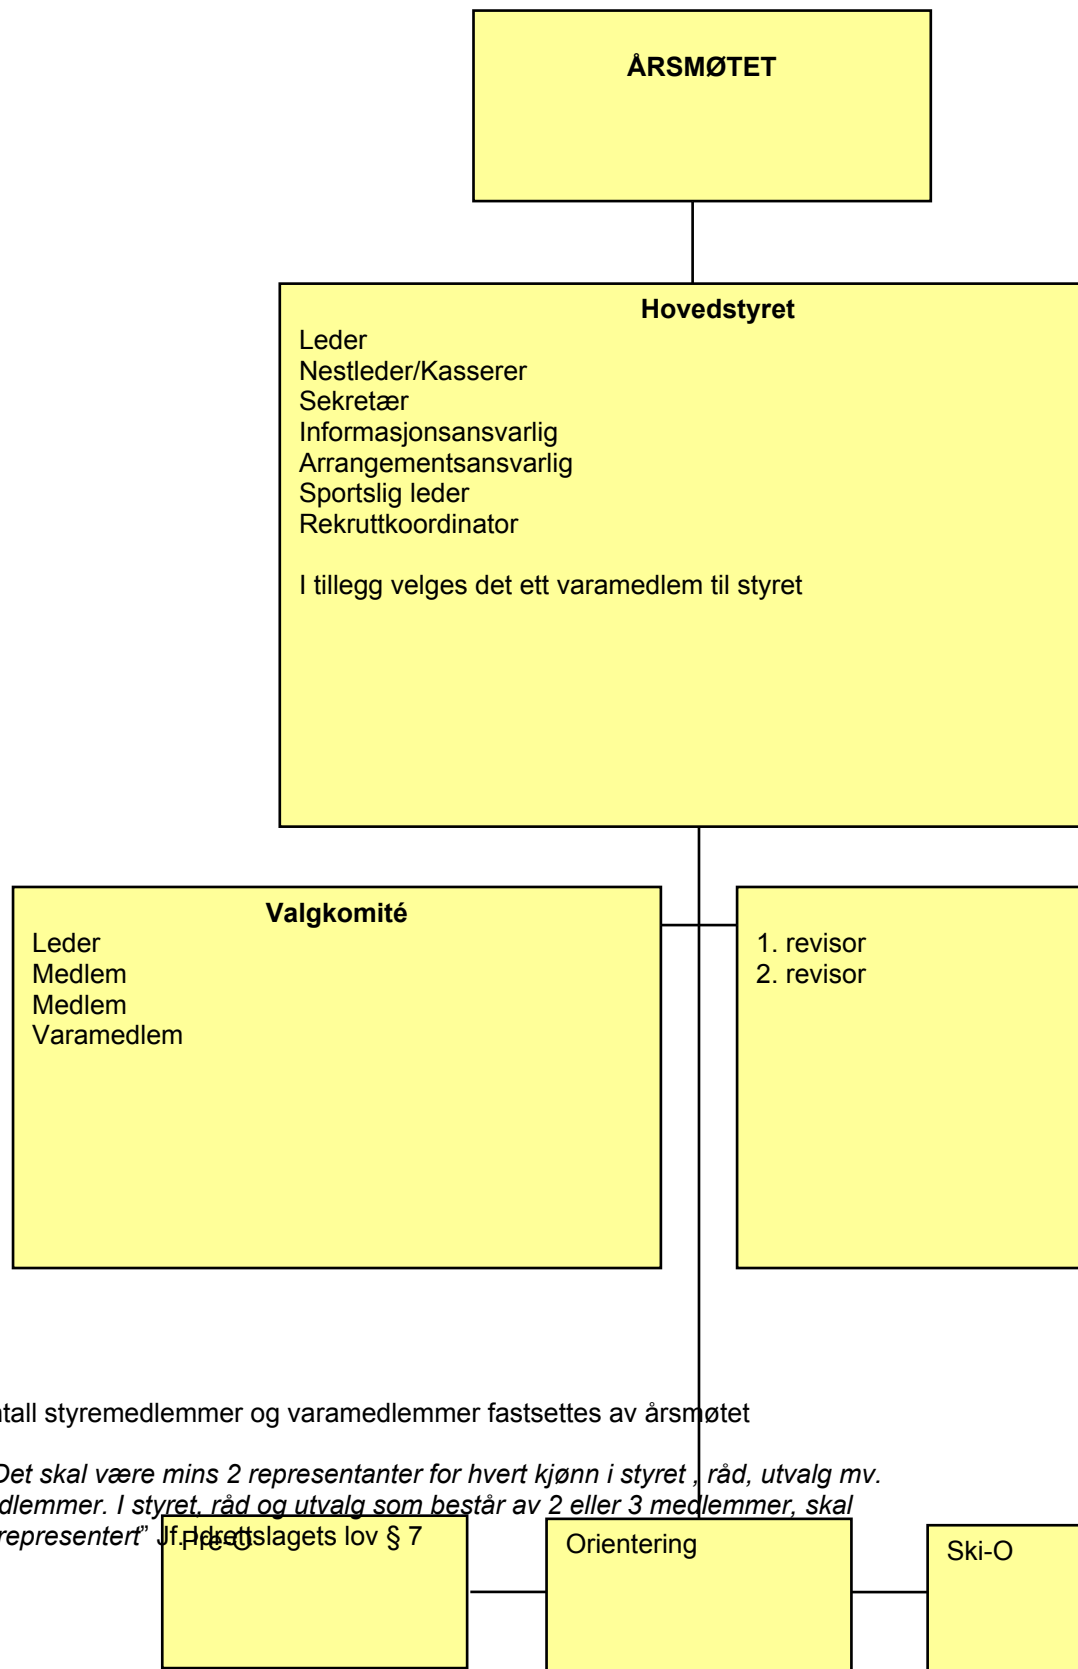 ÅRSMØTET
Hovedstyret
Leder
Nestleder/Kasserer
Sekretær
Informasjonsansvarlig
Arrangementsansvarlig
Sportslig leder
Rekruttkoordinator
I tillegg velges det ett varamedlem til styret
Valgkomité
Leder
Medlem
Medlem
Varamedlem
1. revisor
2. revisor
ntall styremedlemmer og varamedlemmer fastsettes av årsmøtet
Det skal være mins 2 representanter for hvert kjønn i styret , råd, utvalg mv.
dlemmer. I styret, råd og utvalg som består av 2 eller 3 medlemmer, skal
representert” Jf. Idrettslagets lov § 7
Pre-O
Orientering
Ski-O